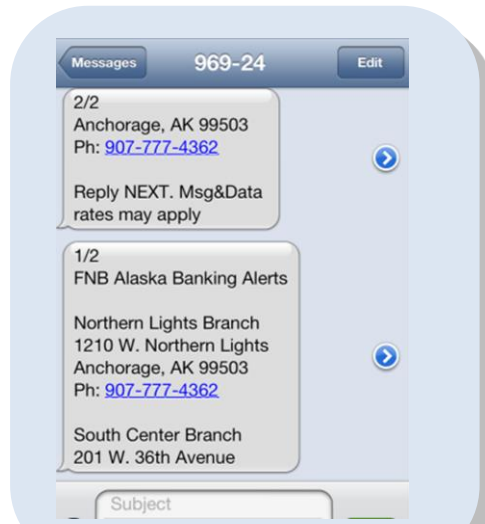 Messages
969-24
Edit
2/2
Anchorage, AK 99503
Ph: 907-777-4362
Reply NEXT. Msg&Data
rates may apply
1/2
FNB Alaska Banking Alerts
Northern Lights Branch
1210 W. Northern Lights
Anchorage, AK 99503
Ph: 907-777-4362
South Center Branch
201 W. 36th Avenue
Subject